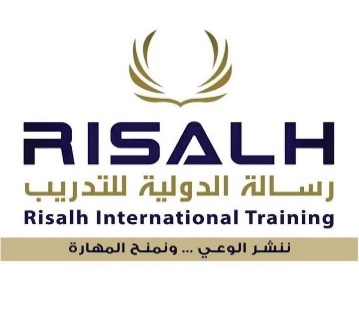 RISALH
رسالة الدولية للتدريب
Risalh International Training
ننشر الوعي ... ونمنح المهارة